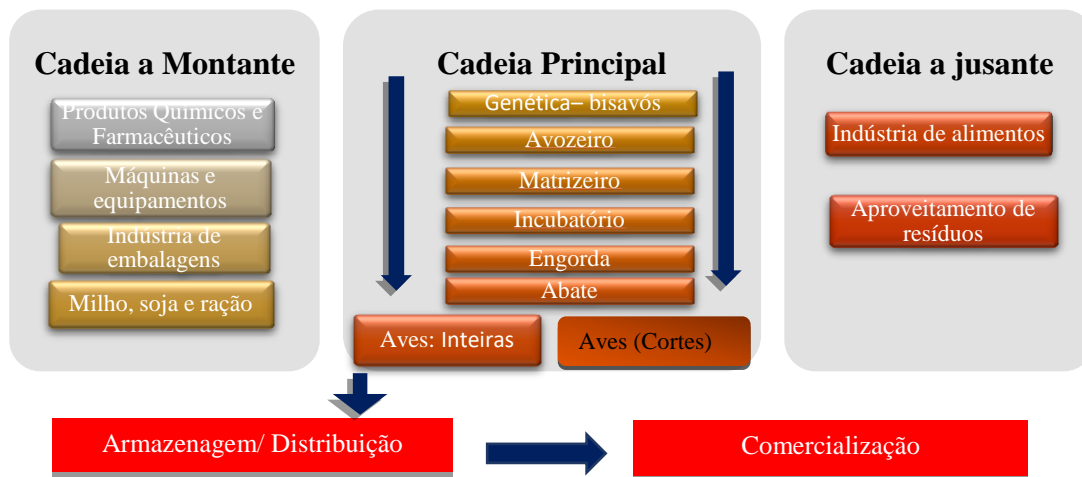 Cadeia a Montante
Produtos Químicos e
Farmacêuticos
Máquinas e
equipamentos
Indústria de
embalagens
Milho, soja e ração
Cadeia Principal
Genética– bisavós
Avozeiro
Matrizeiro
Incubatório
Engorda
Abate
Aves: Inteiras
Aves (Cortes)
Cadeia a jusante
Indústria de alimentos
Aproveitamento de
resíduos
Armazenagem/ Distribuição
Comercialização